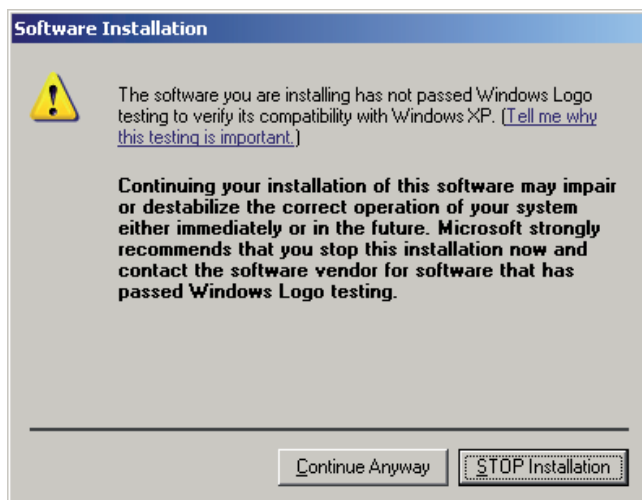 Software Installation
The software you are installing has not passed Windows Logo
testing to verify its compatibility with Windows XP. (Tell me why
this testing is important.)
Continuing your installation of this software may impair
or destabilize the correct operation of your system
either immediately or in the future. Microsoft strongly
recommends that you stop this installation now and
contact the software vendor for software that has
passed Windows Logo testing.
Continue Anyway
STOP Installation